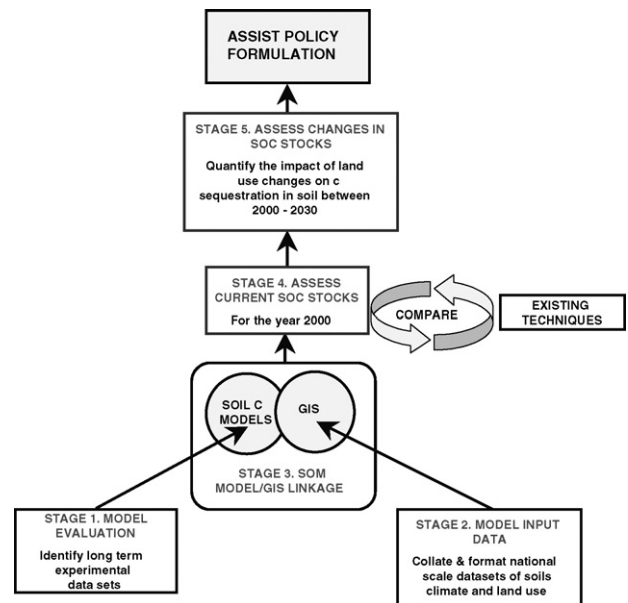 ASSIST POLICY
FORMULATION
STAGE 5. ASSESS CHANGES IN
SOC STOCKS
Quantify the impact of land
use changes on c
sequestration in soil between
2000 - 2030
STAGE 4. ASSESS
CURRENT SOC STOCKS
For the year 2000
COMPARE
EXISTING
TECHNIQUES
SOIL C
MODELS
GIS
STAGE 3. SOM
MODEL/GIS LINKAGE
STAGE 1. MODEL
EVALUATION
Identify long term
experimental
data sets
STAGE 2. MODEL INPUT
DATA
Collate & format national
scale datasets of soils
climate and land use